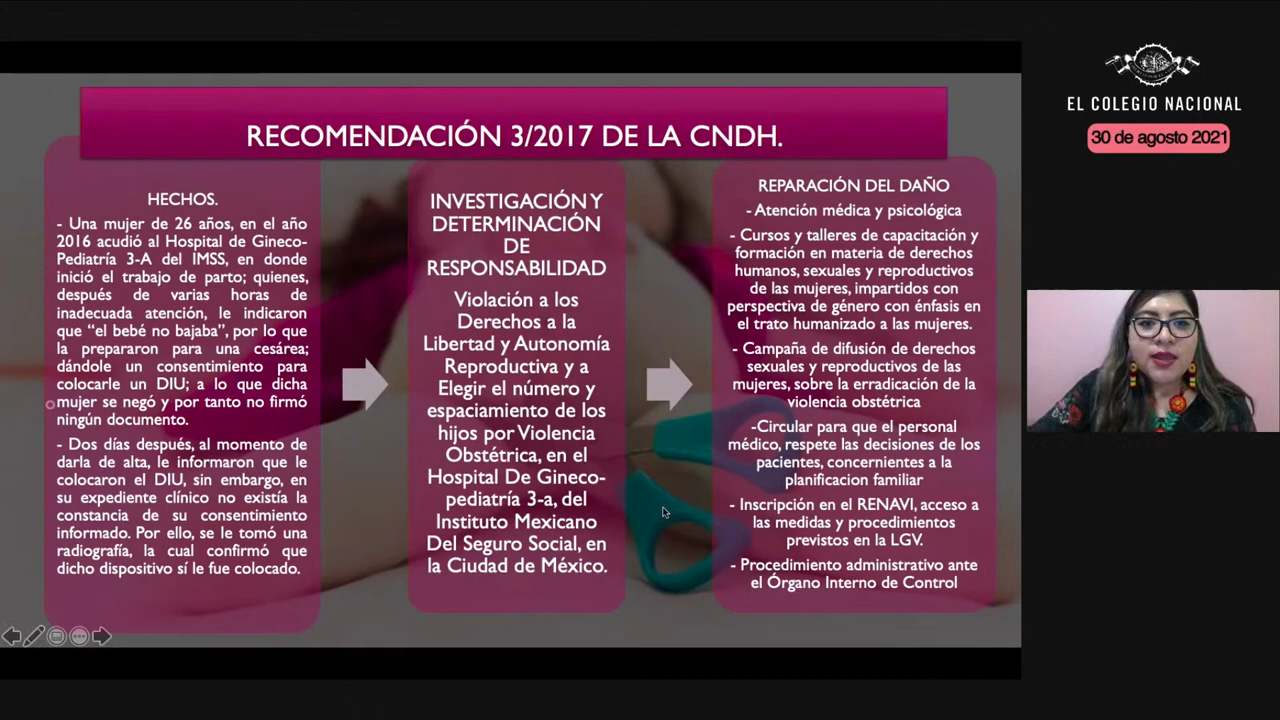 RECOMENDACIÓN 3/2017 DE LA CNDH.
HECHOS.
- Una mujer de 26 años, en el año
2016 acudió al Hospital de Gineco-
Pediatría 3-A del IMSS, en donde
inició el trabajo de parto; quienes,
después de varias horas de
inadecuada atención, le indicaron
que “el bebé no bajaba”, por lo que
la prepararon para una cesárea;
dándole un consentimiento para
colocarle un DIU; a lo que dicha
mujer se negó y por tanto no firmó
ningún documento.
- Dos días después, al momento de
darla de alta, le informaron que le
colocaron el DIU, sin embargo, en
su expediente clínico no existía la
constancia de su consentimiento
informado. Por ello, se le tomó una
radiografía, la cual confirmó que
dicho dispositivo sí le fue colocado.
INVESTIGACIÓN Y
DETERMINACIÓN
DE
RESPONSABILIDAD
Violación a los
Derechos a la
Libertad y Autonomía
Reproductiva y a
Elegir el número y
espaciamiento de los
hijos por Violencia
Obstétrica, en el
Hospital De Gineco-
pediatría 3-a, del
Instituto Mexicano
Del Seguro Social, en
la Ciudad de México.
REPARACIÓN DEL DAÑO
- Atención médica y psicológica
- Cursos y talleres de capacitación y
formación en materia de derechos
humanos, sexuales y reproductivos
de las mujeres, impartidos con
perspectiva de género con énfasis en
el trato humanizado a las mujeres.
- Campaña de difusión de derechos
sexuales y reproductivos de las
mujeres, sobre la erradicación de la
violencia obstétrica
-Circular para que el personal
médico, respete las decisiones de los
pacientes, concernientes a la
planificacion familiar
- Inscripción en el RENAVI, acceso a
las medidas y procedimientos
previstos en la LGV.
- Procedimiento administrativo ante
el Órgano Interno de Control
EL COLEGIO NACIONAL
30 de agosto 2021